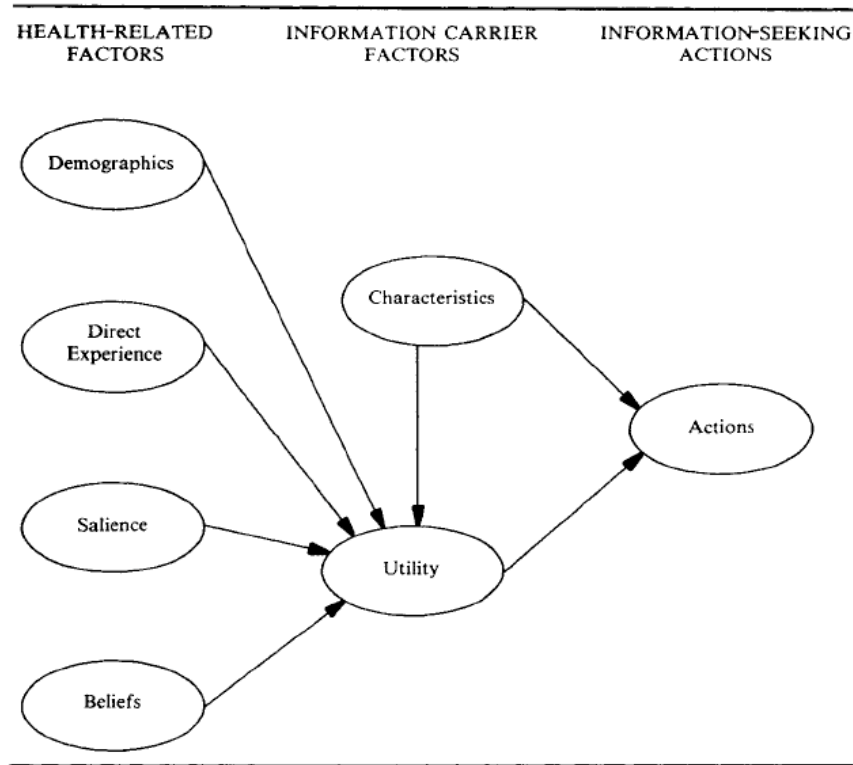 HEALTH-RELATED
FACTORS
INFORMATION CARRIER
FACTORS
INFORMATION-SEEKING
ACTIONS
Demographics
Characteristics
Direct
Experience
Actions
Salience
Utility
Beliefs